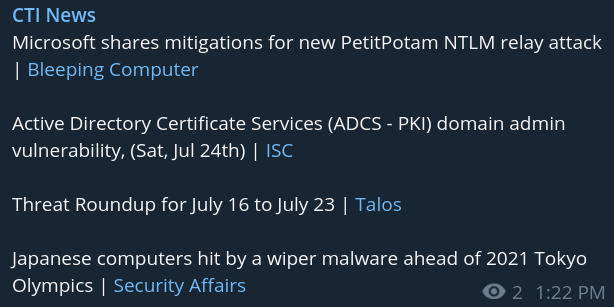 CTI News
Microsoft shares mitigations for new PetitPotam NTLM relay attack
| Bleeping Computer
Active Directory Certificate Services (ADCS - PKI) domain admin
vulnerability, (Sat, Jul 24th) | ISC
Threat Roundup for July 16 to July 23 | Talos
Japanese computers hit by a wiper malware ahead of 2021 Tokyo
Olympics | Security Affairs
2 1:22 PM